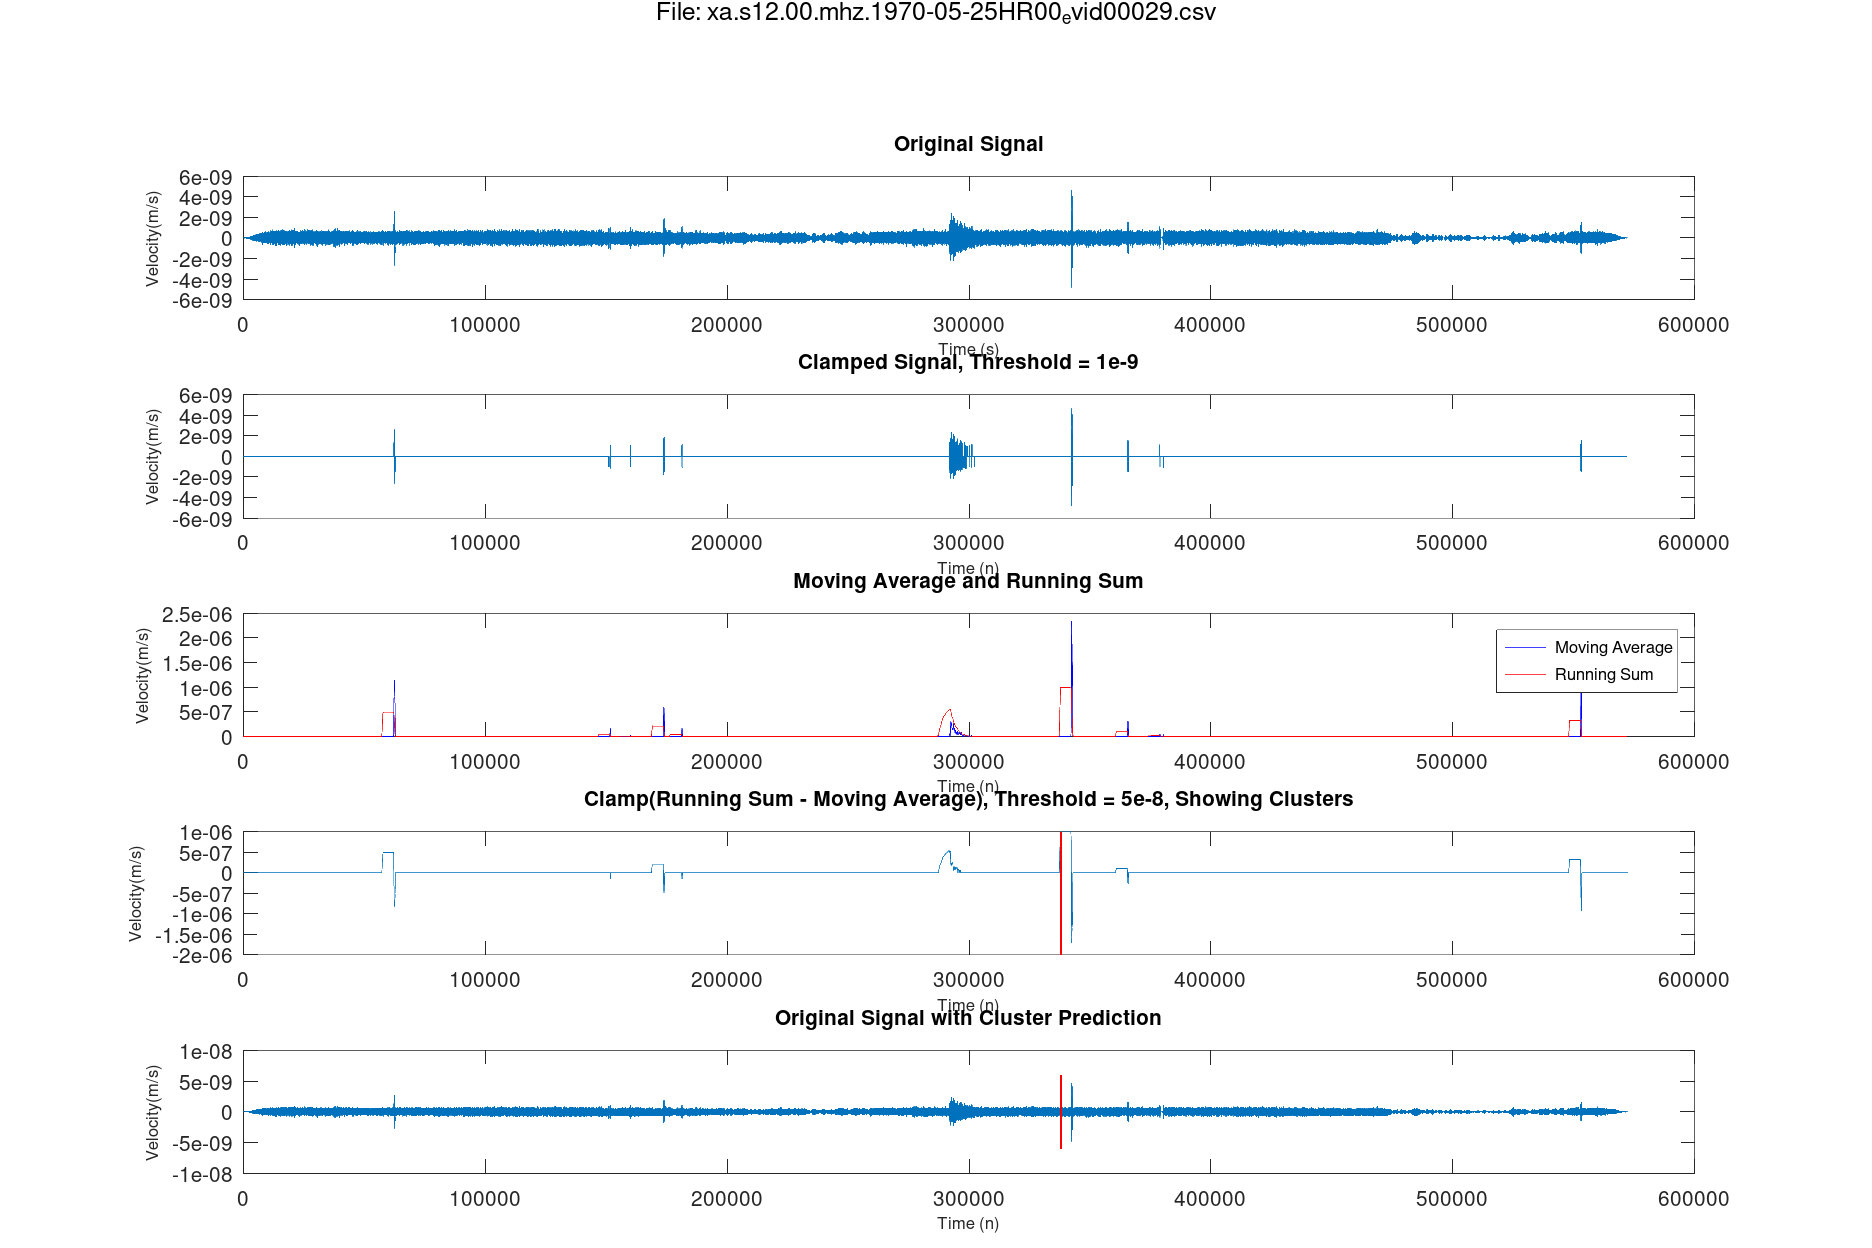 File: xa.s12.00.mhz.1970-05-25HR00evid00029.csv
Original Signal
6e-09
4e-09
2e-09
0
-2e-09
-4e-09
-6e-09
Velocity(m/s)
0 100000 200000 300000 400000 500000 600000
Time (s)
Clamped Signal, Threshold = 1e-9
6e-09
4e-09
2e-09
0
-2e-09
-4e-09
-6e-09
Velocity(m/s)
0 100000 200000 300000 400000 500000 600000
Time (n)
Moving Average and Running Sum
2.5e-06
2e-06
1.5e-06
1e-06
5e-07
0
Velocity(m/s)
Moving Average
Running Sum
0 100000 200000 300000 400000 500000 600000
Time (n)
Clamp(Running Sum - Moving Average), Threshold = 5e-8, Showing Clusters
1e-06
5e-07
0
-5e-07
-1e-06
-1.5e-06
-2e-06
Velocity(m/s)
0 100000 200000 300000 400000 500000 600000
Time (n)
Original Signal with Cluster Prediction
1e-08
5e-09
0
-5e-09
-1e-08
Velocity(m/s)
0 100000 200000 300000 400000 500000 600000
Time (n)